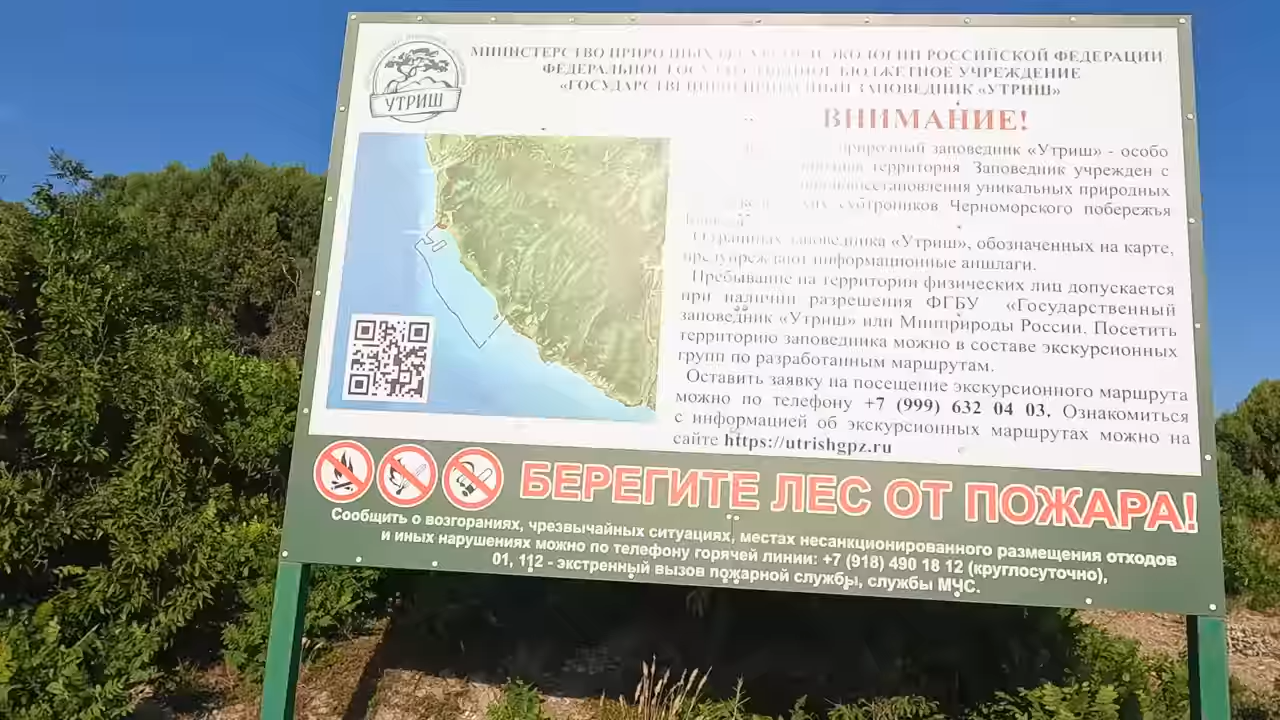 УТРИШ
МИНИСТЕРСТВО ПРИРОДНЫХ РЕСУРСОВ И ЭКОЛОГИИ РОССИЙСКОЙ ФЕДЕРАЦИИ
ФЕДЕРАЛЬНОЕ ГОСУДАРСТВЕННОЕ БЮДЖЕТНОЕ УЧРЕЖДЕНИЕ
«ГОСУДАРСТВЕННЫЙ ПРИРОДНЫЙ ЗАПОВЕДНИК «УТРИШ»
ВНИМАНИЕ!
природный заповедник «Утриш» - особо
территория Заповедник учрежден с
восстановления уникальных природных
субтропиков Черноморского побережья
О границах заповедника «Утриш», обозначенных на карте,
предупреждают информационные аншлаги.
Пребывание на территории физических лиц допускается
при наличии разрешения ФГБУ «Государственный
заповедник «Утриш» или Минприроды России. Посетить
территорию заповедника можно в составе экскурсионных
групп по разработанным маршрутам.
Оставить заявку на посещение экскурсионного маршрута
можно по телефону +7 (999) 632 04 03. Ознакомиться
с информацией об экскурсионных маршрутах можно на
сайте https://utrishgpz.ru
БЕРЕГИТЕ ЛЕС ОТ ПОЖАРА!
Сообщить о возгораниях, чрезвычайных ситуациях, местах несанкционированного размещения отходов
и иных нарушениях можно по телефону горячей линии: +7 (918) 490 18 12 (круглосуточно),
01, 112 - экстренный вызов пожарной службы, службы МЧС.